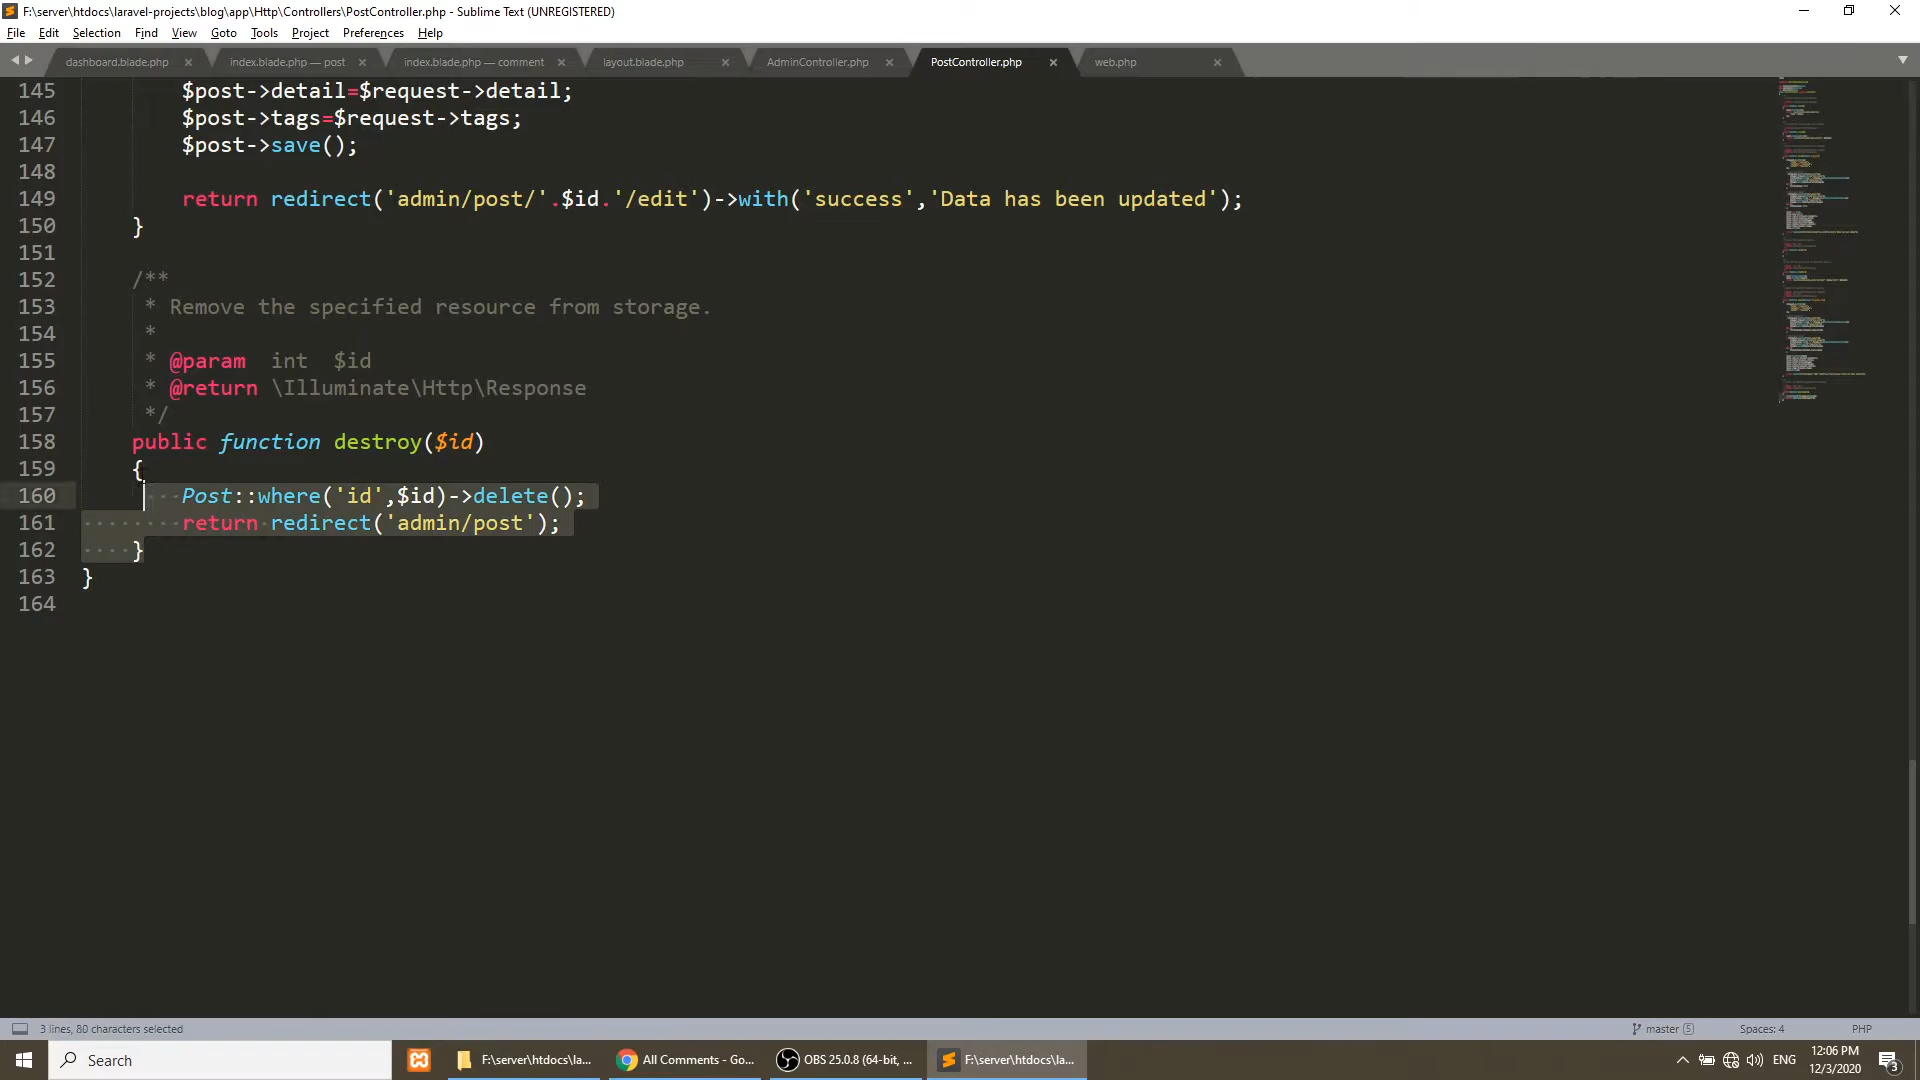 F:\server\htdocs\laravel-projects\blog\app\Http\Controllers\PostController.php - Sublime Text (UNREGISTERED)
File Edit Selection Find View Goto Tools Project Preferences Help
dashboard.blade.php index.blade.php — post index.blade.php — comment layout.blade.php AdminController.php PostController.php web.php
145 $post->detail=$request->detail;
146 $post->tags=$request->tags;
147 $post->save();
148
149 return redirect('admin/post/'.$id.'/edit')->with('success','Data has been updated');
150 }
151
152 /**
153 * Remove the specified resource from storage.
154 *
155 * @param int $id
156 * @return \Illuminate\Http\Response
157 */
158 public function destroy($id)
159 {
160 Post::where('id',$id)->delete();
161 return redirect('admin/post');
162 }
163 }
164
3 lines, 80 characters selected master 5 Spaces: 4 PHP
Search F:\server\htdocs\la... All Comments - Go... OBS 25.0.8 (64-bit, ... F:\server\htdocs\la... ENG 12:06 PM
12/3/2020 3